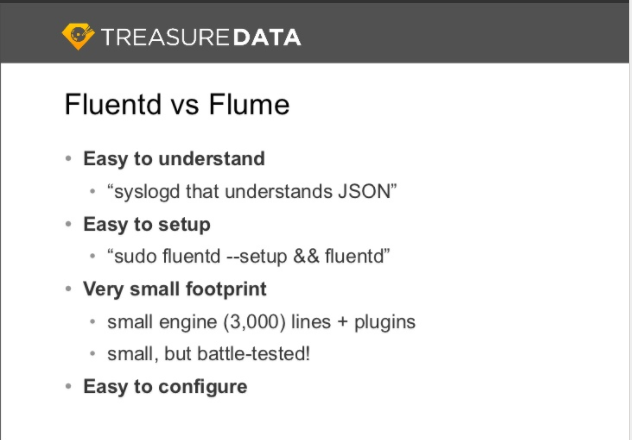 TREASUREDATA
Fluentd vs Flume
• Easy to understand
• “syslogd that understands JSON”
• Easy to setup
• “sudo fluentd --setup && fluentd”
• Very small footprint
• small engine (3,000) lines + plugins
• small, but battle-tested!
• Easy to configure